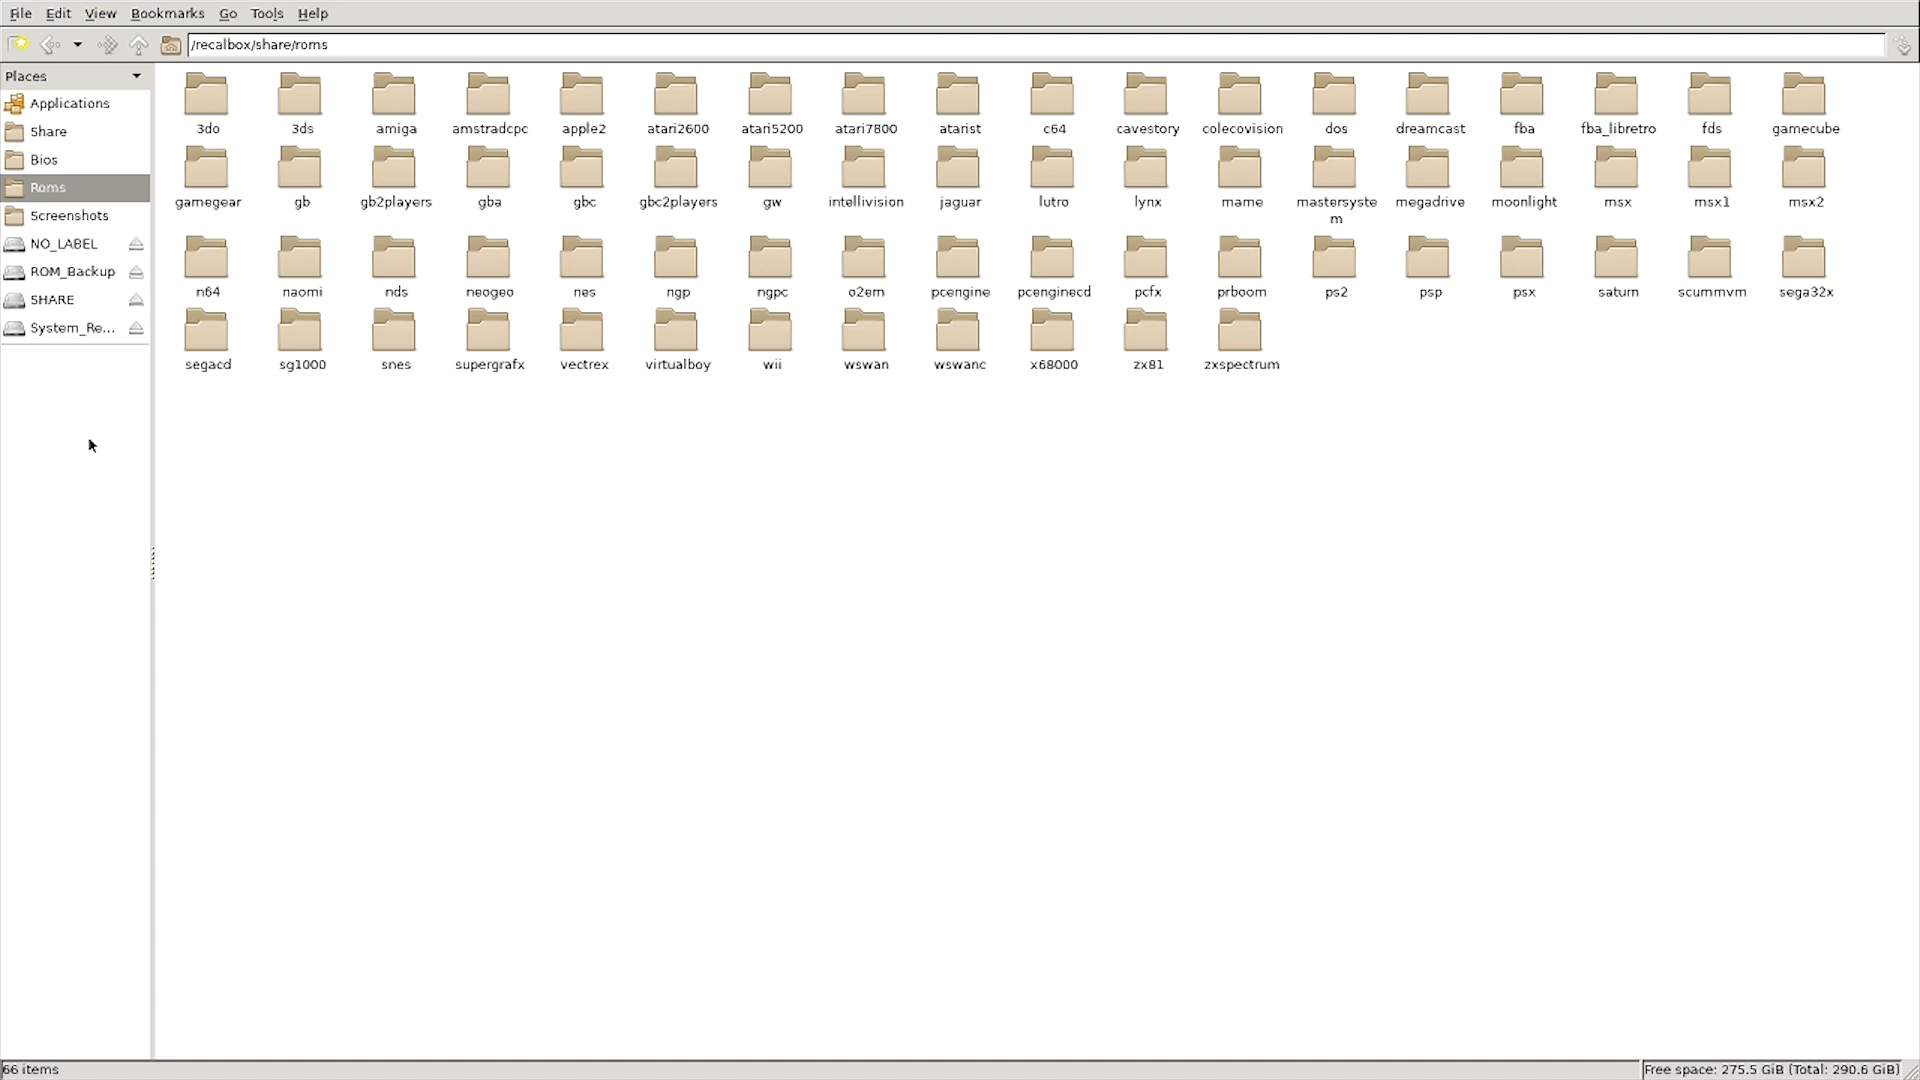 File Edit View Bookmarks Go Tools Help
/recalbox/share/roms
Places
Applications
Share
Bios
Roms
Screenshots
NO_LABEL
ROM_Backup
SHARE
System_Re...
3do 3ds amiga amstradcpc apple2 atari2600 atari5200 atari7800 atarist c64 cavestory colecovision dos dreamcast fba fba_libretro fds gamecube
gamegear gb gb2players gba gbc gbc2players gw intellivision jaguar lutro lynx mame mastersyste megadrive moonlight msx msx1 msx2
m
n64 naomi nds neogeo nes ngp ngpc o2em pcengine pcenginecd pcfx prboom ps2 psp psx saturn scummvm sega32x
segacd sg1000 snes supergrafx vectrex virtualboy wii wswan wswanc x68000 zx81 zxspectrum
66 items
Free space: 275.5 GiB (Total: 290.6 GiB)